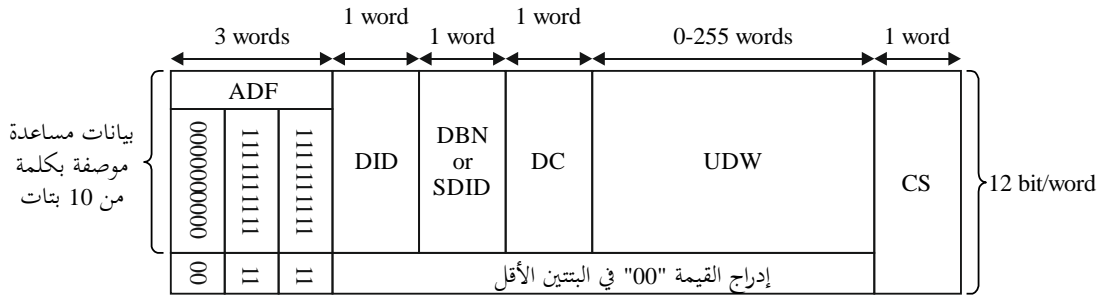 1 word
1 word
3 words
1 word
0-255 words
1 word
ADF
بيانات مساعدة
موصفة بكلمة
من 10 بتات
0000000000
1111111111
1111111111
DID
DBN
or
SDID
DC
UDW
CS
12 bit/word
00
11
11
إدراج القيمة "00" في البتتين الأقل